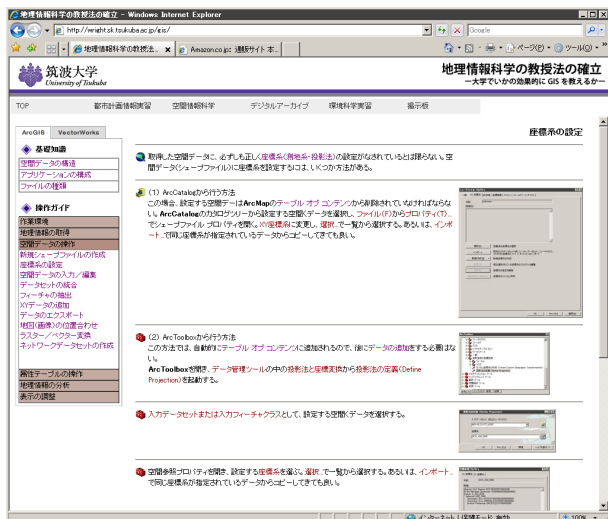 地理情報科学の教授法の確立 - Windows Internet Explorer
http://wright.sk.tsukuba.ac.jp/gis/
Google
地理情報科学の教授法...
Amazon.co.jp: 通販サイト 本..
ページ(P)
ツール(O)
筑波大学
University of Tsukuba
地理情報科学の教授法の確立
ー大学でいかの効果的に GIS を教えるかー
TOP 都市計画情報実習 空間情報科学 デジタルアーカイブ 環境科学実習 掲示板
ArcGIS VectorWorks
座標系の設定
基礎知識
空間データの構造
アプリケーションの構成
ファイルの種類
操作ガイド
作業環境
地理情報の取得
空間データの操作
新規シェープファイルの作成
座標系の設定
空間データの入力／編集
データセットの統合
フィーチャの抽出
XYデータの追加
データのエクスポート
地図(画像)の位置合わせ
ラスター／ベクター変換
ネットワークデータセットの作成
属性テーブルの操作
地理情報の分析
表示の調整
取得した空間データに、必ずしも正しく座標系(測地系・投影法)の設定がなされているとは限らない。空
間データ(シェープファイル)に座標系を設定するには、いくつか方法がある。
(1) ArcCatalogから行う方法
この場合、設定する空間データはArcMapのテーブル オブ コンテンツから削除されていなければならな
い。ArcCatalogのカタログツリーから設定する空間データを選択し、ファイル(F)からプロパティ(T)...
でシェープファイル プロパティを開く。XY座標系に変更し、選択...で一覧から選択する。あるいは、インポ
ート...で同じ座標系が指定されているデータからコピーしてきても良い。
(2) ArcToolboxから行う方法
この方法では、自動的にテーブル オブ コンテンツに追加されるので、後にデータの追加をする必要はな
い。
ArcToolboxを開き、データ管理ツールの中の投影法と座標変換から投影法の定義(Define
Projection)を起動する。
入力データセットまたは入力フィーチャクラスとして、設定する空間データを選択する。
空間参照プロパティを開き、設定する座標系を選ぶ。選択...で一覧から選択する。あるいは、インポート...
で同じ座標系が指定されているデータからコピーしてきても良い。
インターネット | 保護モード: 有効
100%